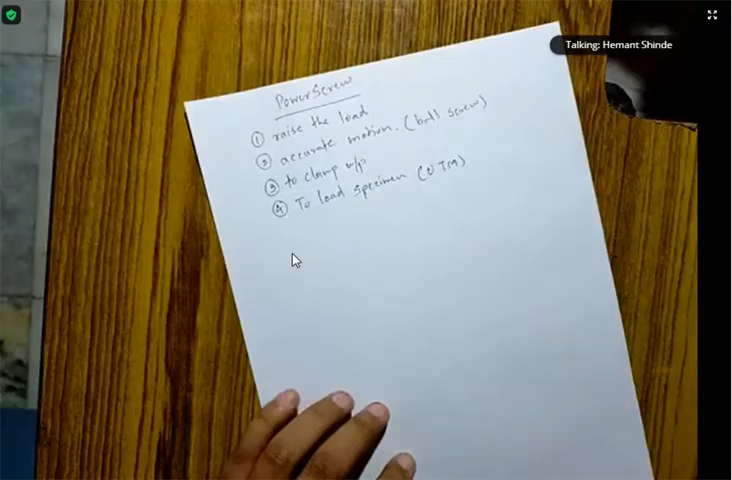 Talking: Hemant Shinde
Power Screw
① raise the load
② accurate motion. (ball screw)
③ to clamp w/p
④ To load specimen (UTM)